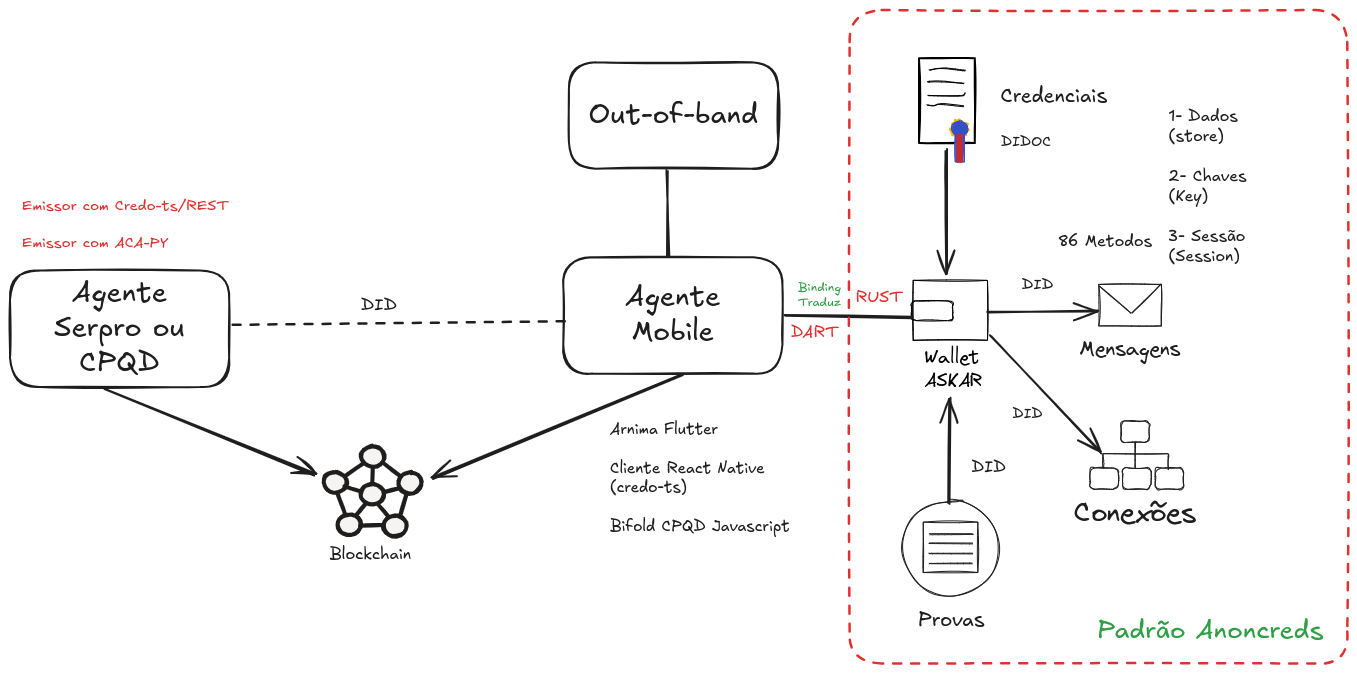 Out-of-band
Emissor com Credo-ts/REST
Emissor com ACA-PY
Agente
Serpro ou
CPQD
DID
Agente
Mobile
Binding
Traduz
DART
RUST
Arnima Flutter
Cliente React Native
(credo-ts)
Bifold CPQD Javascript
Blockchain
Credenciais
DIDOC
1- Dados
(store)
2- Chaves
(Key)
3- Sessão
(Session)
86 Metodos
DID
Mensagens
Wallet
ASKAR
DID
Conexões
DID
Provas
Padrão Anoncreds